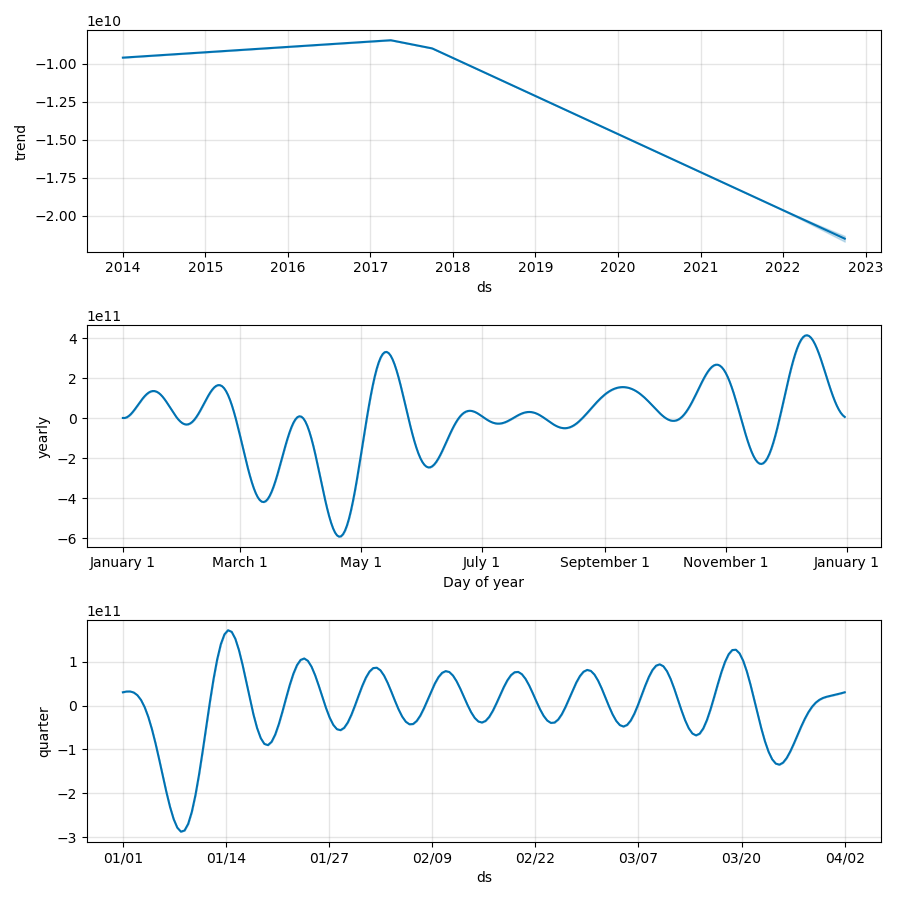 1e10
−1.00
−1.25
−1.50
−1.75
−2.00
trend
2014 2015 2016 2017 2018 2019 2020 2021 2022 2023
ds
1e11
4
2
0
−2
−4
−6
yearly
January 1 March 1 May 1 July 1 September 1 November 1 January 1
Day of year
1e11
1
0
−1
−2
−3
quarter
01/01 01/14 01/27 02/09 02/22 03/07 03/20 04/02
ds